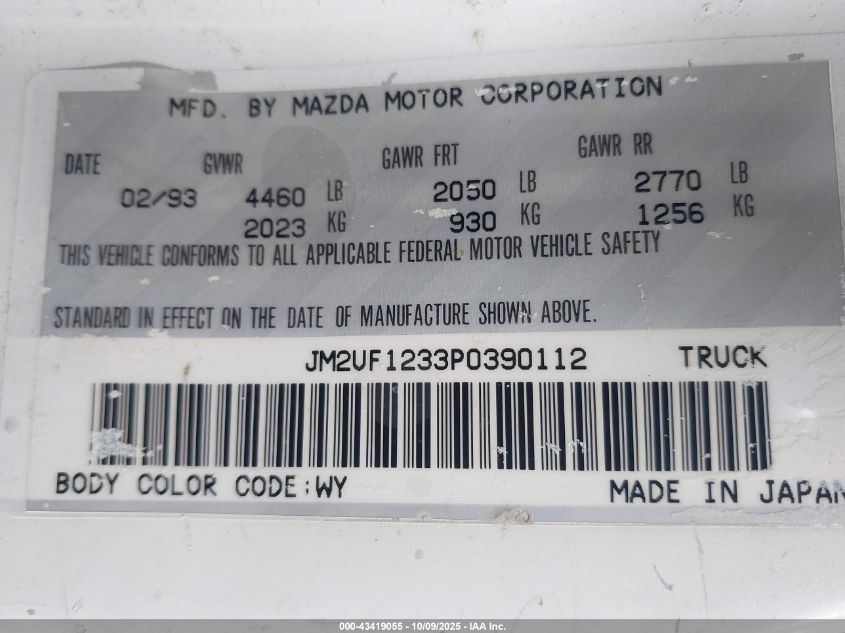 MFD. BY MAZDA MOTOR CORPORATION
DATE GVWR GAWR FRT GAWR RR
02/93 4460 LB 2050 LB 2770 LB
2023 KG 930 KG 1256 KG
THIS VEHICLE CONFORMS TO ALL APPLICABLE FEDERAL MOTOR VEHICLE SAFETY
STANDARD IN EFFECT ON THE DATE OF MANUFACTURE SHOWN ABOVE.
JM2UF1233P0390112 TRUCK
BODY COLOR CODE:WY MADE IN JAPAN
000-43419055 - 10/09/2025 - IAA Inc.